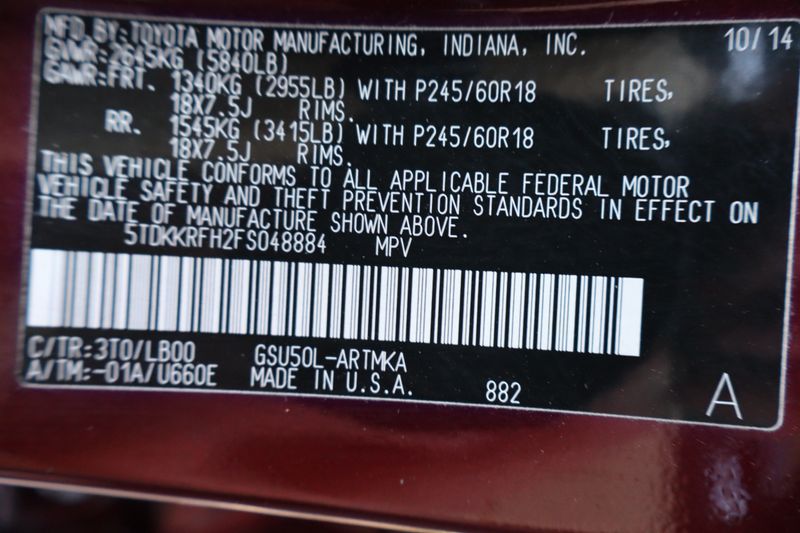 MFD.BY:TOYOTA MOTOR MANUFACTURING, INDIANA, INC. 10/14
GVWR:2645KG (5840LB)
GAWR:FRT. 1340KG (2955LB) WITH P245/60R18 TIRES,
18X7.5J RIMS.
RR. 1545KG (3415LB) WITH P245/60R18 TIRES,
18X7.5J RIMS.
THIS VEHICLE CONFORMS TO ALL APPLICABLE FEDERAL MOTOR
VEHICLE SAFETY AND THEFT PREVENTION STANDARDS IN EFFECT ON
THE DATE OF MANUFACTURE SHOWN ABOVE.
5TDKKRFH2FS048884 MPV
C/TR:3T0/LB00 GSU50L-ARTMKA
A/TM:-01A/U660E MADE IN U.S.A. 882 A